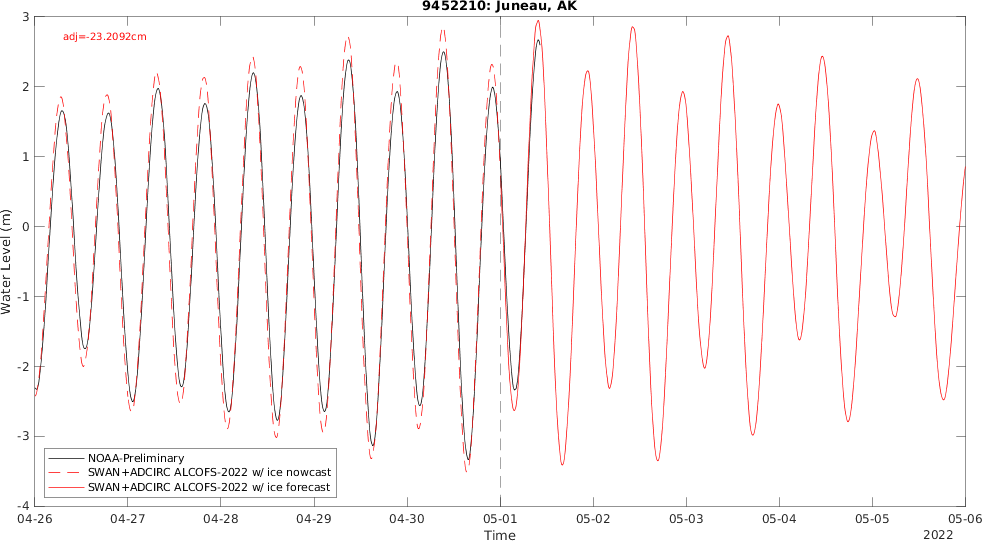 9452210: Juneau, AK
adj=-23.2092cm
3
2
1
0
-1
-2
-3
-4
Water Level (m)
NOAA-Preliminary
SWAN+ADCIRC ALCOFS-2022 w/ ice nowcast
SWAN+ADCIRC ALCOFS-2022 w/ ice forecast
04-26 04-27 04-28 04-29 04-30 05-01 05-02 05-03 05-04 05-05 05-06
Time
2022